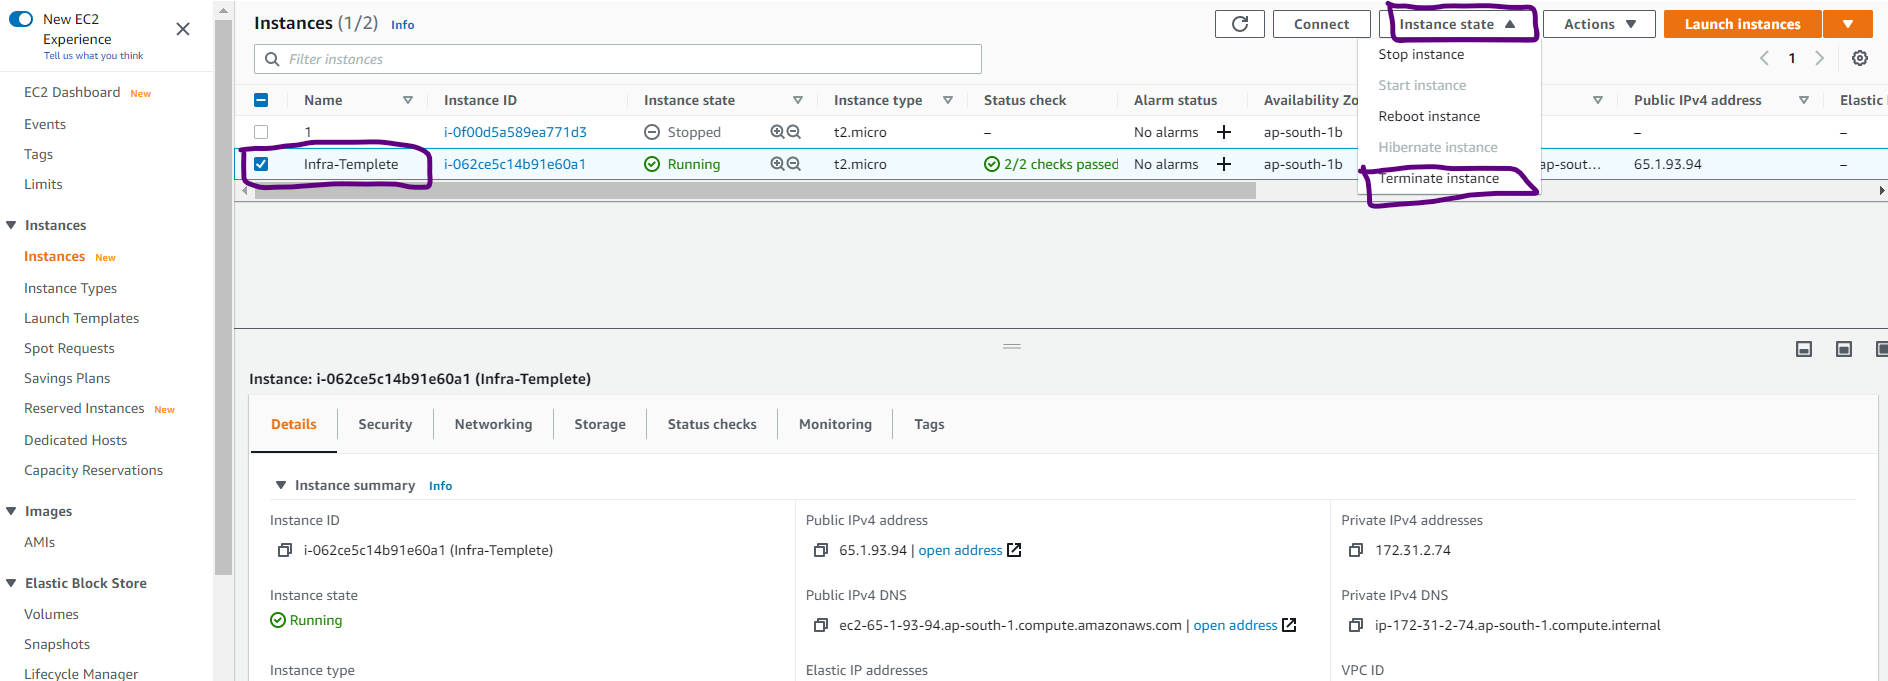 New EC2
Experience
Tell us what you think
EC2 Dashboard New
Events
Tags
Limits
Instances
Instances New
Instance Types
Launch Templates
Spot Requests
Savings Plans
Reserved Instances New
Dedicated Hosts
Capacity Reservations
Images
AMIs
Elastic Block Store
Volumes
Snapshots
Lifecycle Manager
Instances (1/2) Info
Connect
Instance state
Actions
Launch instances
Filter instances
1
Stop instance
Start instance
Reboot instance
Hibernate instance
Terminate instance
Name Instance ID Instance state Instance type Status check Alarm status Availability Zo Public IPv4 address Elastic
1 i-0f00d5a589ea771d3 Stopped t2.micro – No alarms + ap-south-1b – –
Infra-Templete i-062ce5c14b91e60a1 Running t2.micro 2/2 checks passed No alarms + ap-south-1b ap-sout... 65.1.93.94 –
Instance: i-062ce5c14b91e60a1 (Infra-Templete)
Details Security Networking Storage Status checks Monitoring Tags
Instance summary Info
Instance ID
i-062ce5c14b91e60a1 (Infra-Templete)
Public IPv4 address
65.1.93.94 | open address
Private IPv4 addresses
172.31.2.74
Instance state
Running
Public IPv4 DNS
ec2-65-1-93-94.ap-south-1.compute.amazonaws.com | open address
Private IPv4 DNS
ip-172-31-2-74.ap-south-1.compute.internal
Instance type
Elastic IP addresses
VPC ID